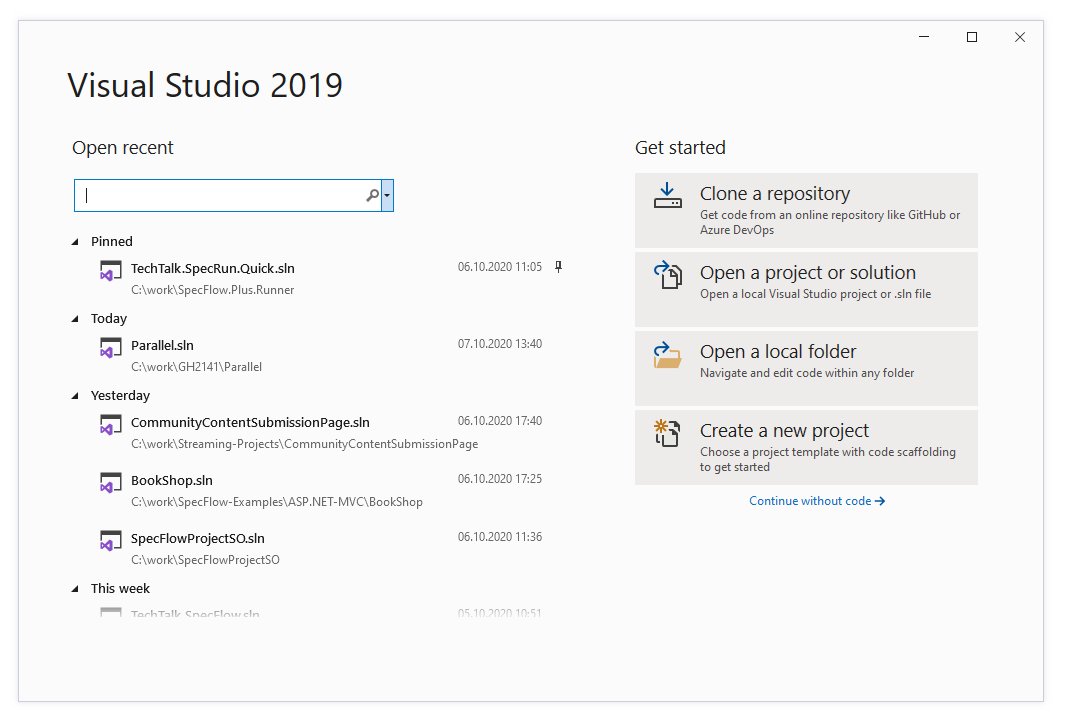 Visual Studio 2019
Open recent
Pinned
TechTalk.SpecRun.Quick.sln 06.10.2020 11:05
C:\work\SpecFlow.Plus.Runner
Today
Parallel.sln 07.10.2020 13:40
C:\work\GH2141\Parallel
Yesterday
CommunityContentSubmissionPage.sln 06.10.2020 17:40
C:\work\Streaming-Projects\CommunityContentSubmissionPage
BookShop.sln 06.10.2020 17:25
C:\work\SpecFlow-Examples\ASP.NET-MVC\BookShop
SpecFlowProjectSO.sln 06.10.2020 11:36
C:\work\SpecFlowProjectSO
This week
TechTalk.SpecFlow.sln 05.10.2020 10:51
Get started
Clone a repository
Get code from an online repository like GitHub or
Azure DevOps
Open a project or solution
Open a local Visual Studio project or .sln file
Open a local folder
Navigate and edit code within any folder
Create a new project
Choose a project template with code scaffolding
to get started
Continue without code →